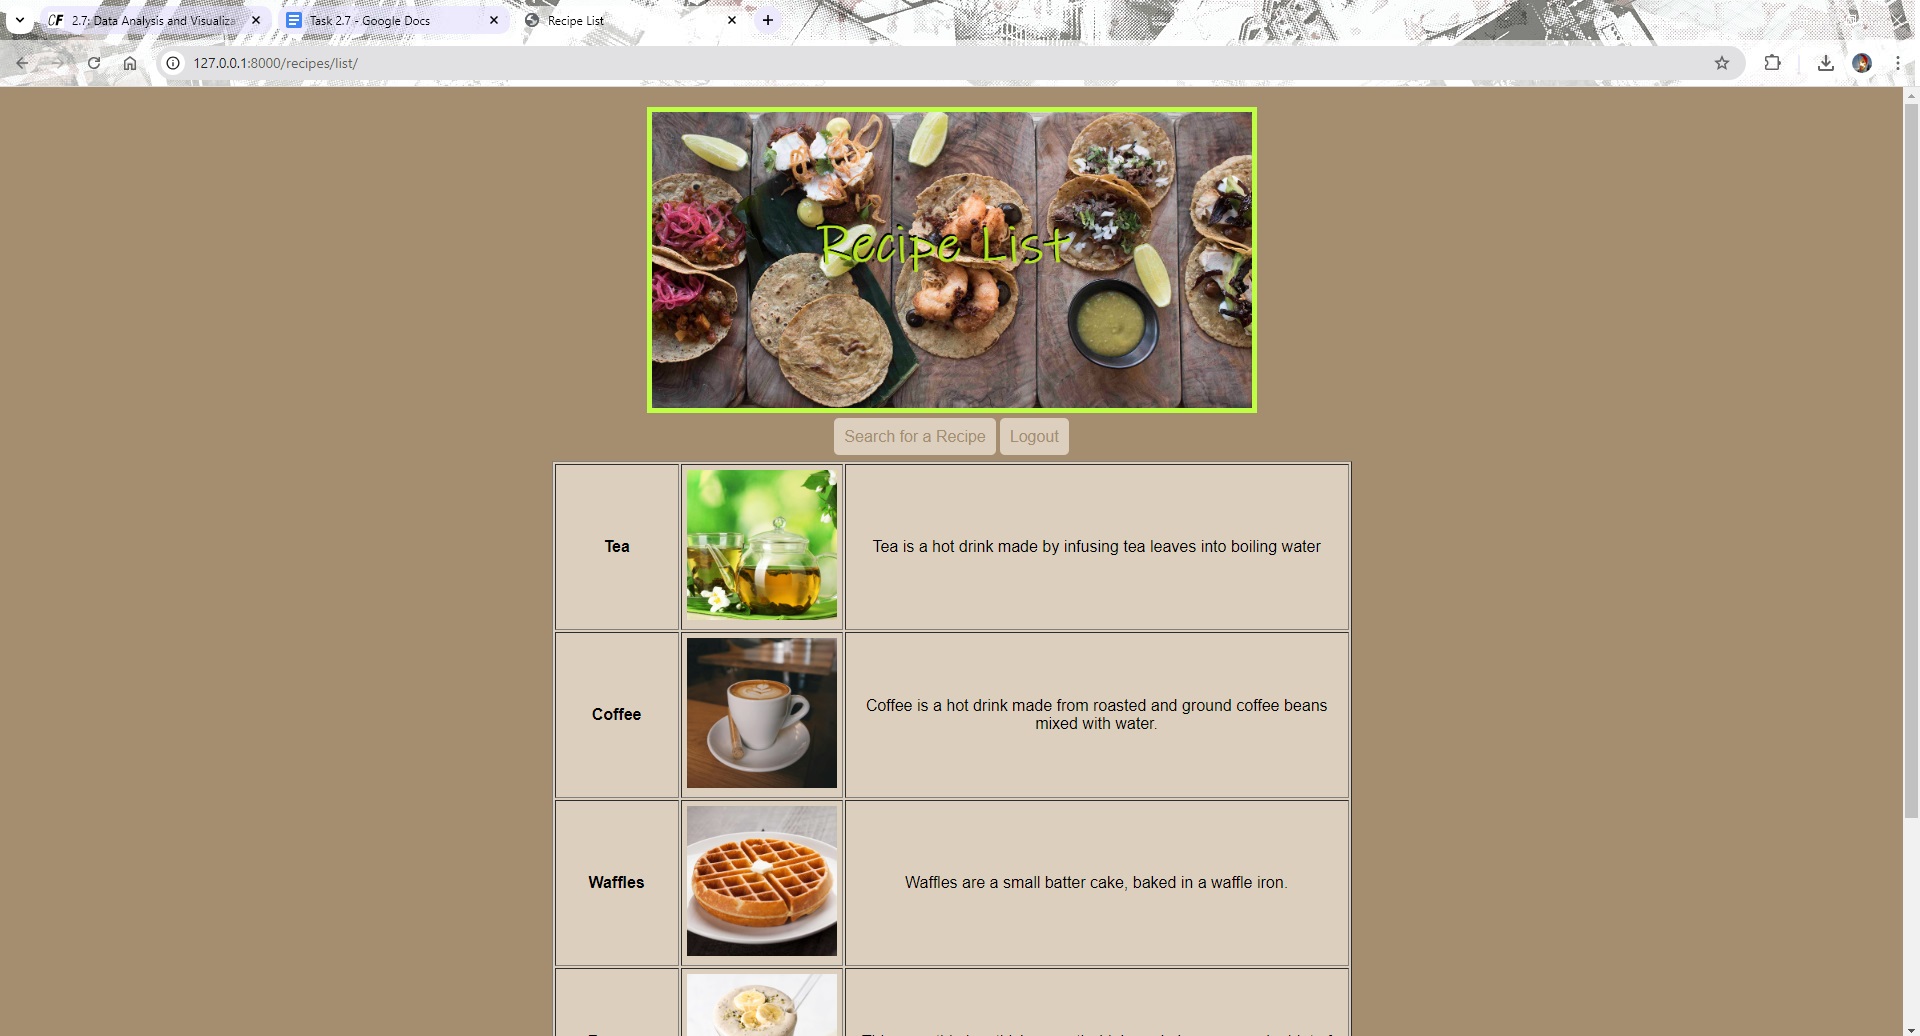 CF 2.7: Data Analysis and Visualiza
Task 2.7 - Google Docs
Recipe List
127.0.0.1:8000/recipes/list/
Recipe List
Search for a Recipe
Logout
Tea
Tea is a hot drink made by infusing tea leaves into boiling water
Coffee
Coffee is a hot drink made from roasted and ground coffee beans
mixed with water.
Waffles
Waffles are a small batter cake, baked in a waffle iron.